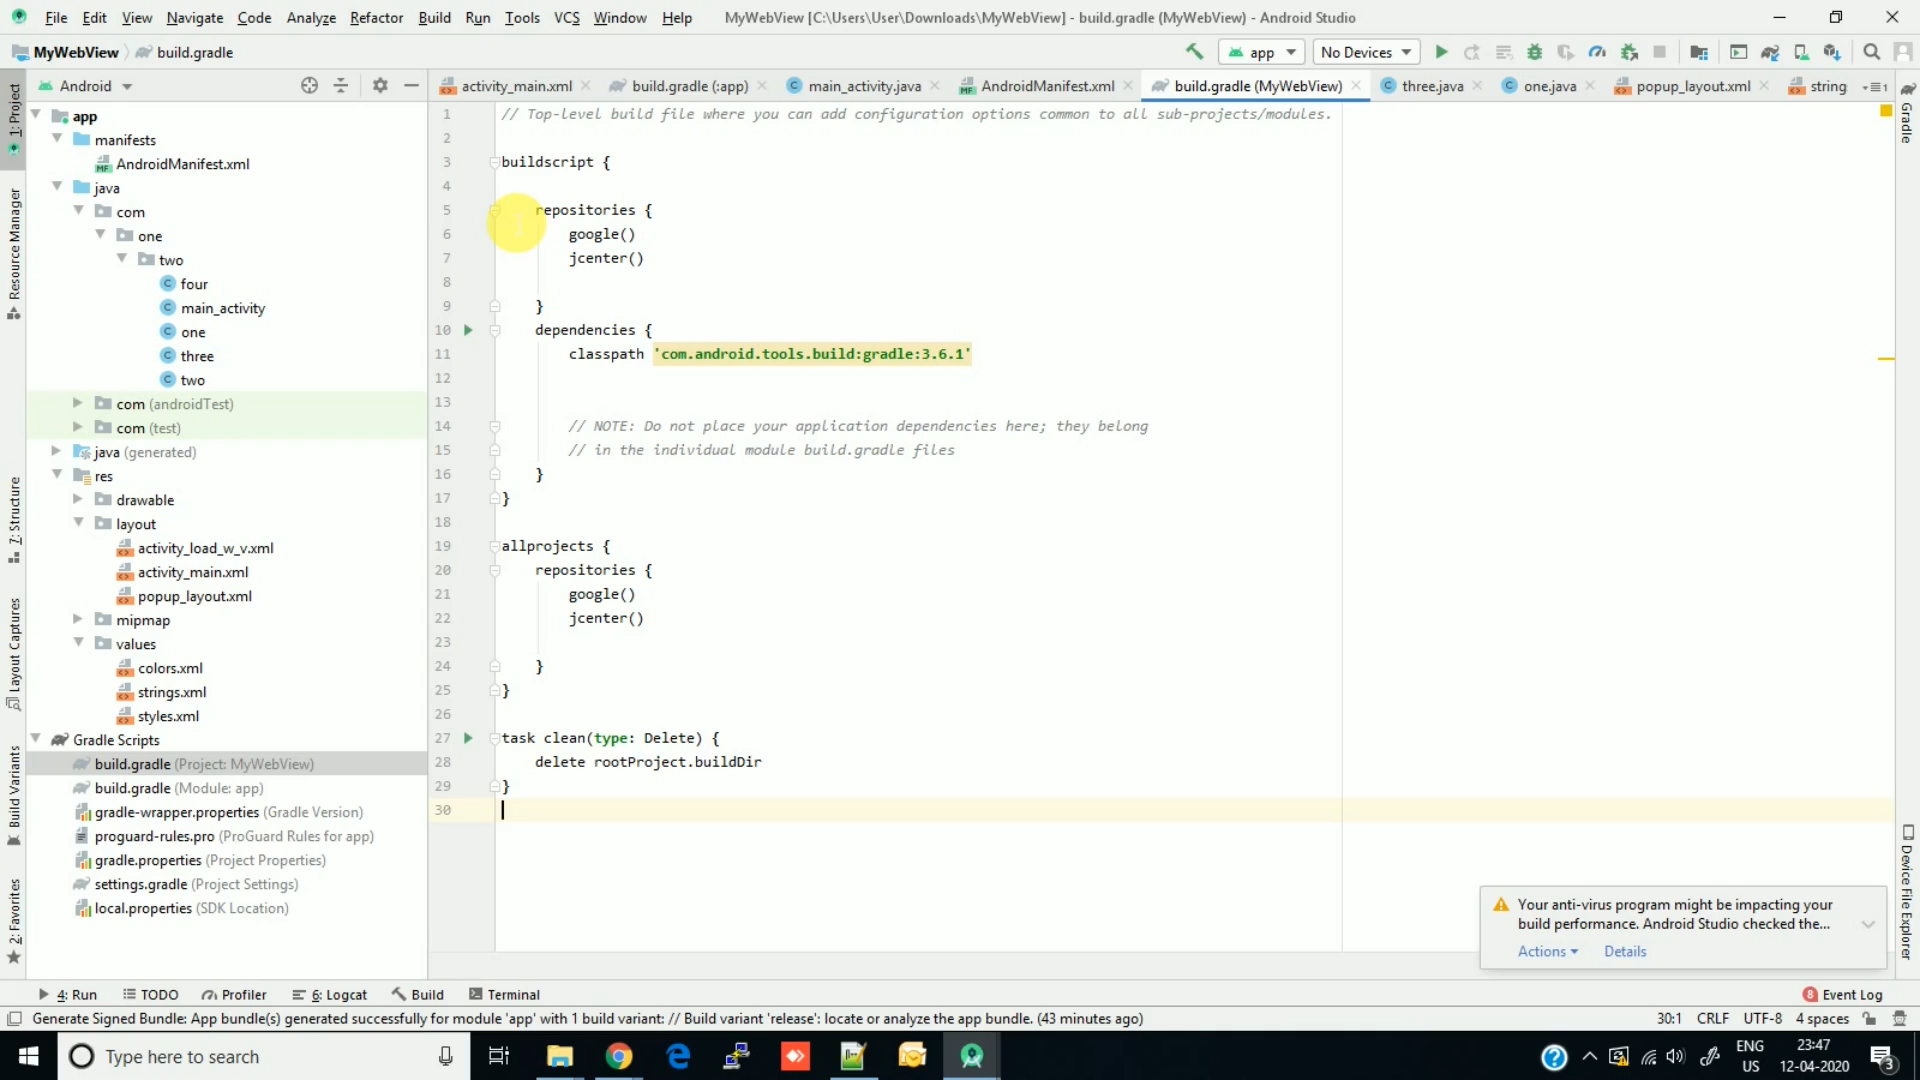 File Edit View Navigate Code Analyze Refactor Build Run Tools VCS Window Help MyWebView [C:\Users\User\Downloads\MyWebView] - build.gradle (MyWebView) - Android Studio
MyWebView build.gradle app No Devices
Android
activity_main.xml build.gradle (:app) main_activity.java AndroidManifest.xml build.gradle (MyWebView) three.java one.java popup_layout.xml string
1: Project
Resource Manager
7: Structure
Layout Captures
Build Variants
2: Favorites
app
manifests
AndroidManifest.xml
java
com
one
two
four
main_activity
one
three
two
com (androidTest)
com (test)
java (generated)
res
drawable
layout
activity_load_w_v.xml
activity_main.xml
popup_layout.xml
mipmap
values
colors.xml
strings.xml
styles.xml
Gradle Scripts
build.gradle (Project: MyWebView)
build.gradle (Module: app)
gradle-wrapper.properties (Gradle Version)
proguard-rules.pro (ProGuard Rules for app)
gradle.properties (Project Properties)
settings.gradle (Project Settings)
local.properties (SDK Location)
1 // Top-level build file where you can add configuration options common to all sub-projects/modules.
2
3 buildscript {
4
5 repositories {
6 google()
7 jcenter()
8
9 }
10 dependencies {
11 classpath 'com.android.tools.build:gradle:3.6.1'
12
13
14 // NOTE: Do not place your application dependencies here; they belong
15 // in the individual module build.gradle files
16 }
17 }
18
19 allprojects {
20 repositories {
21 google()
22 jcenter()
23
24 }
25 }
26
27 task clean(type: Delete) {
28 delete rootProject.buildDir
29 }
30
Gradle
Device File Explorer
Your anti-virus program might be impacting your
build performance. Android Studio checked the...
Actions Details
4: Run TODO Profiler 6: Logcat Build Terminal 8 Event Log
Generate Signed Bundle: App bundle(s) generated successfully for module 'app' with 1 build variant: // Build variant 'release': locate or analyze the app bundle. (43 minutes ago) 30:1 CRLF UTF-8 4 spaces
Type here to search
ENG
US
23:47
12-04-2020
3